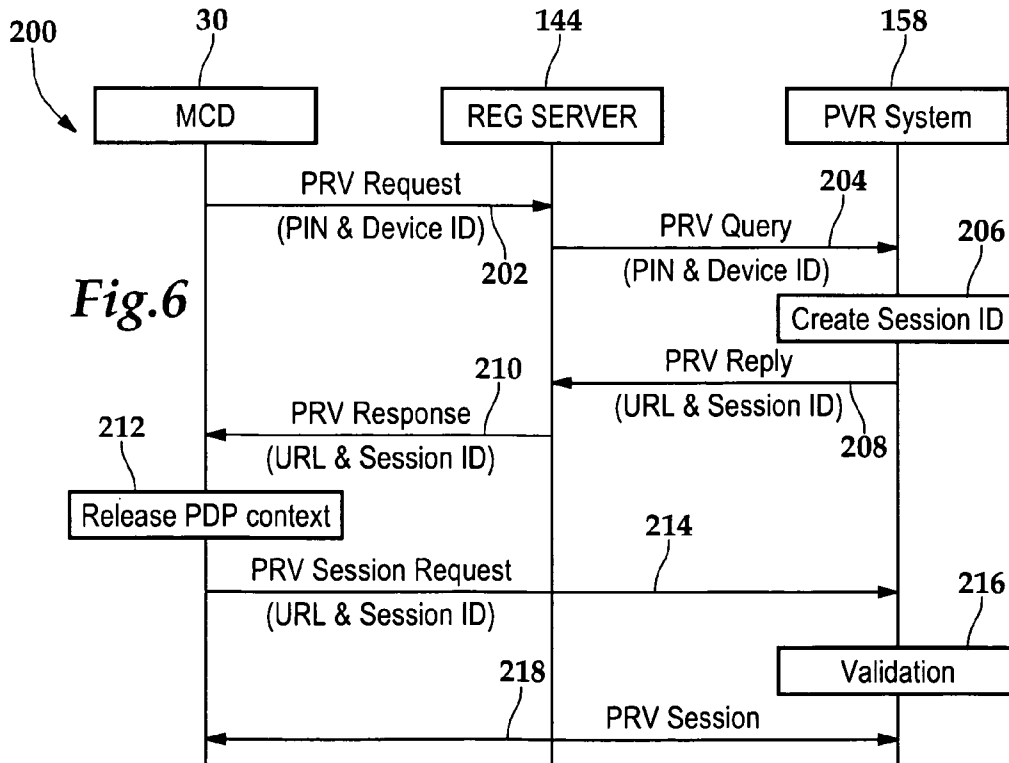 200
30
144
158
MCD
REG SERVER
PVR System
PRV Request
(PIN & Device ID)
202
204
PRV Query
(PIN & Device ID)
206
Fig.6
Create Session ID
PRV Reply
(URL & Session ID)
208
210
PRV Response
(URL & Session ID)
212
Release PDP context
214
PRV Session Request
(URL & Session ID)
216
Validation
218
PRV Session